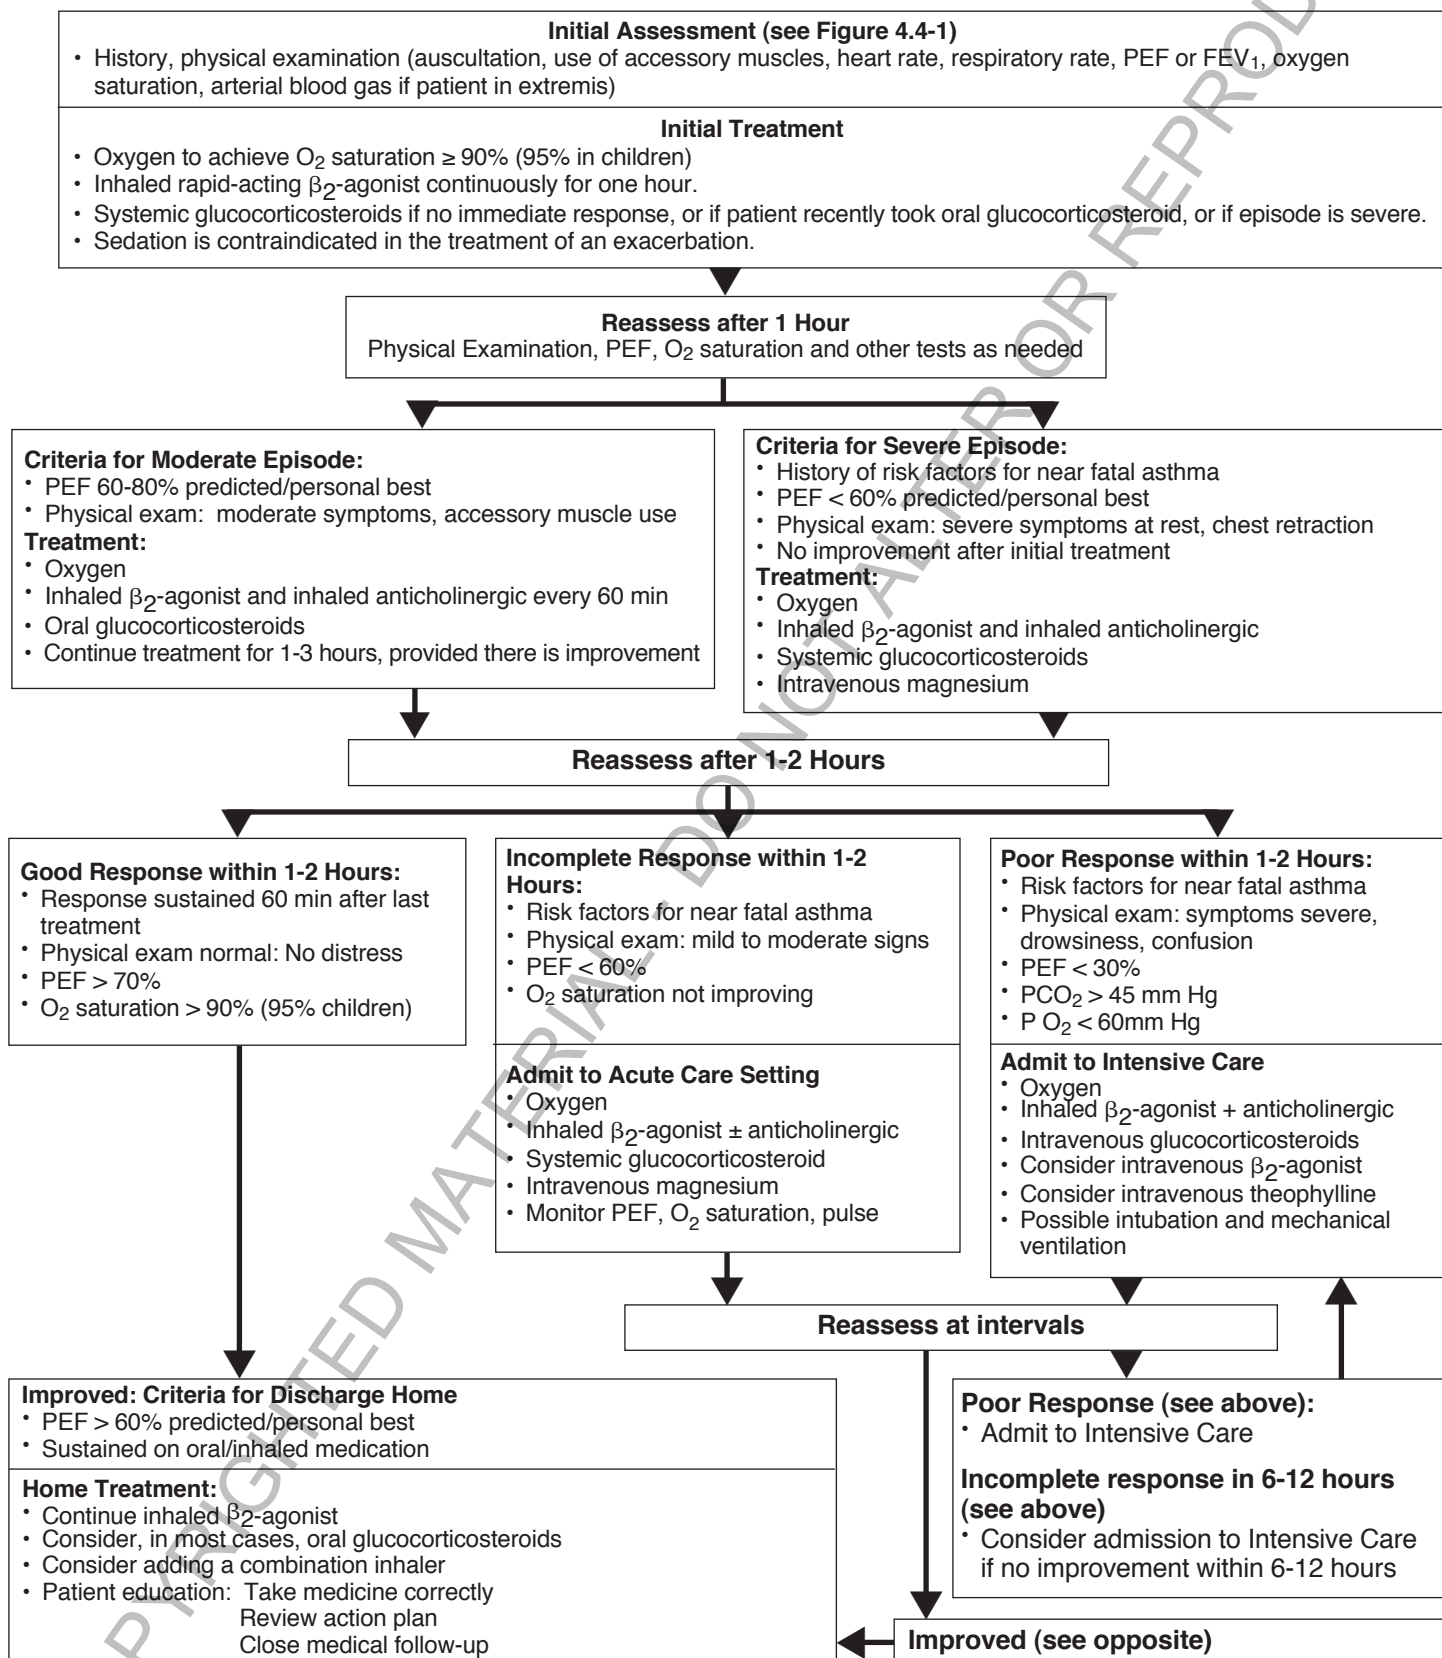 Initial Assessment (see Figure 4.4-1)
• History, physical examination (auscultation, use of accessory muscles, heart rate, respiratory rate, PEF or FEV₁, oxygen
saturation, arterial blood gas if patient in extremis)
Initial Treatment
• Oxygen to achieve O₂ saturation ≥ 90% (95% in children)
• Inhaled rapid-acting β₂-agonist continuously for one hour.
• Systemic glucocorticosteroids if no immediate response, or if patient recently took oral glucocorticosteroid, or if episode is severe.
• Sedation is contraindicated in the treatment of an exacerbation.
Reassess after 1 Hour
Physical Examination, PEF, O₂ saturation and other tests as needed
Criteria for Moderate Episode:
• PEF 60-80% predicted/personal best
• Physical exam: moderate symptoms, accessory muscle use
Treatment:
• Oxygen
• Inhaled β₂-agonist and inhaled anticholinergic every 60 min
• Oral glucocorticosteroids
• Continue treatment for 1-3 hours, provided there is improvement
Criteria for Severe Episode:
• History of risk factors for near fatal asthma
• PEF < 60% predicted/personal best
• Physical exam: severe symptoms at rest, chest retraction
• No improvement after initial treatment
Treatment:
• Oxygen
• Inhaled β₂-agonist and inhaled anticholinergic
• Systemic glucocorticosteroids
• Intravenous magnesium
Reassess after 1-2 Hours
Good Response within 1-2 Hours:
• Response sustained 60 min after last
treatment
• Physical exam normal: No distress
• PEF > 70%
• O₂ saturation > 90% (95% children)
Incomplete Response within 1-2
Hours:
• Risk factors for near fatal asthma
• Physical exam: mild to moderate signs
• PEF < 60%
• O₂ saturation not improving
Admit to Acute Care Setting
• Oxygen
• Inhaled β₂-agonist ± anticholinergic
• Systemic glucocorticosteroid
• Intravenous magnesium
• Monitor PEF, O₂ saturation, pulse
Poor Response within 1-2 Hours:
• Risk factors for near fatal asthma
• Physical exam: symptoms severe,
drowsiness, confusion
• PEF < 30%
• PCO₂ > 45 mm Hg
• P O₂ < 60mm Hg
Admit to Intensive Care
• Oxygen
• Inhaled β₂-agonist + anticholinergic
• Intravenous glucocorticosteroids
• Consider intravenous β₂-agonist
• Consider intravenous theophylline
• Possible intubation and mechanical
ventilation
Reassess at intervals
Improved: Criteria for Discharge Home
• PEF > 60% predicted/personal best
• Sustained on oral/inhaled medication
Home Treatment:
• Continue inhaled β₂-agonist
• Consider, in most cases, oral glucocorticosteroids
• Consider adding a combination inhaler
• Patient education: Take medicine correctly
Review action plan
Close medical follow-up
Poor Response (see above):
• Admit to Intensive Care
Incomplete response in 6-12 hours
(see above)
• Consider admission to Intensive Care
if no improvement within 6-12 hours
Improved (see opposite)
PYRIGHTED MATERIAL - DO NOT ALTER OR REPROD